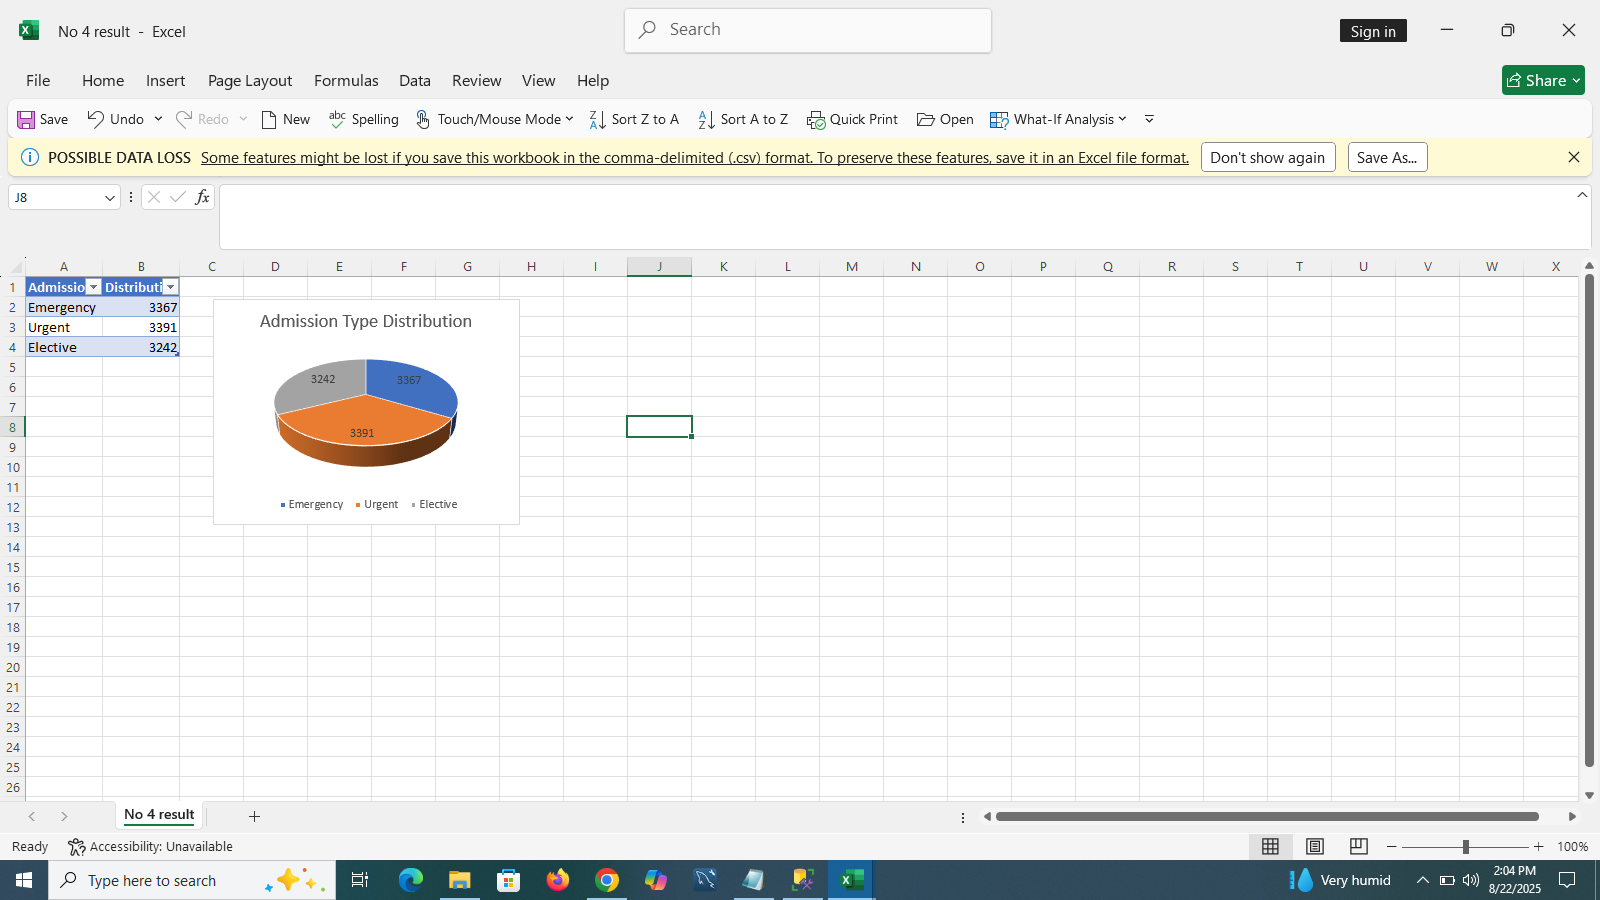 No 4 result - Excel
Search
Sign in
File Home Insert Page Layout Formulas Data Review View Help
Share
Save Undo Redo New abc Spelling Touch/Mouse Mode Sort Z to A Sort A to Z Quick Print Open What-If Analysis
POSSIBLE DATA LOSS Some features might be lost if you save this workbook in the comma-delimited (.csv) format. To preserve these features, save it in an Excel file format. Don't show again Save As...
J8 fx
A B C D E F G H I J K L M N O P Q R S T U V W X
1 Admissio Distributi
2 Emergency 3367
3 Urgent 3391
4 Elective 3242
5
6
7
8
9
10
11
12
13
14
15
16
17
18
19
20
21
22
23
24
25
26
Admission Type Distribution
3242 3367
3391
Emergency Urgent Elective
No 4 result
Ready Accessibility: Unavailable 100%
Type here to search
Very humid
2:04 PM
8/22/2025